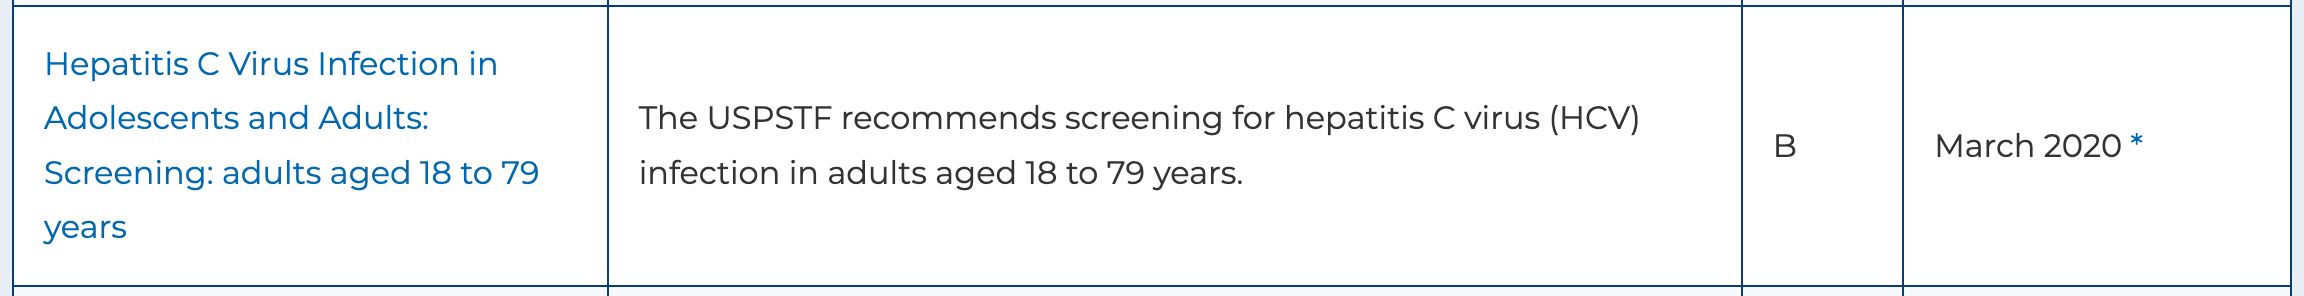 Hepatitis C Virus Infection in
Adolescents and Adults:
Screening: adults aged 18 to 79
years
The USPSTF recommends screening for hepatitis C virus (HCV)
infection in adults aged 18 to 79 years.
B
March 2020 *